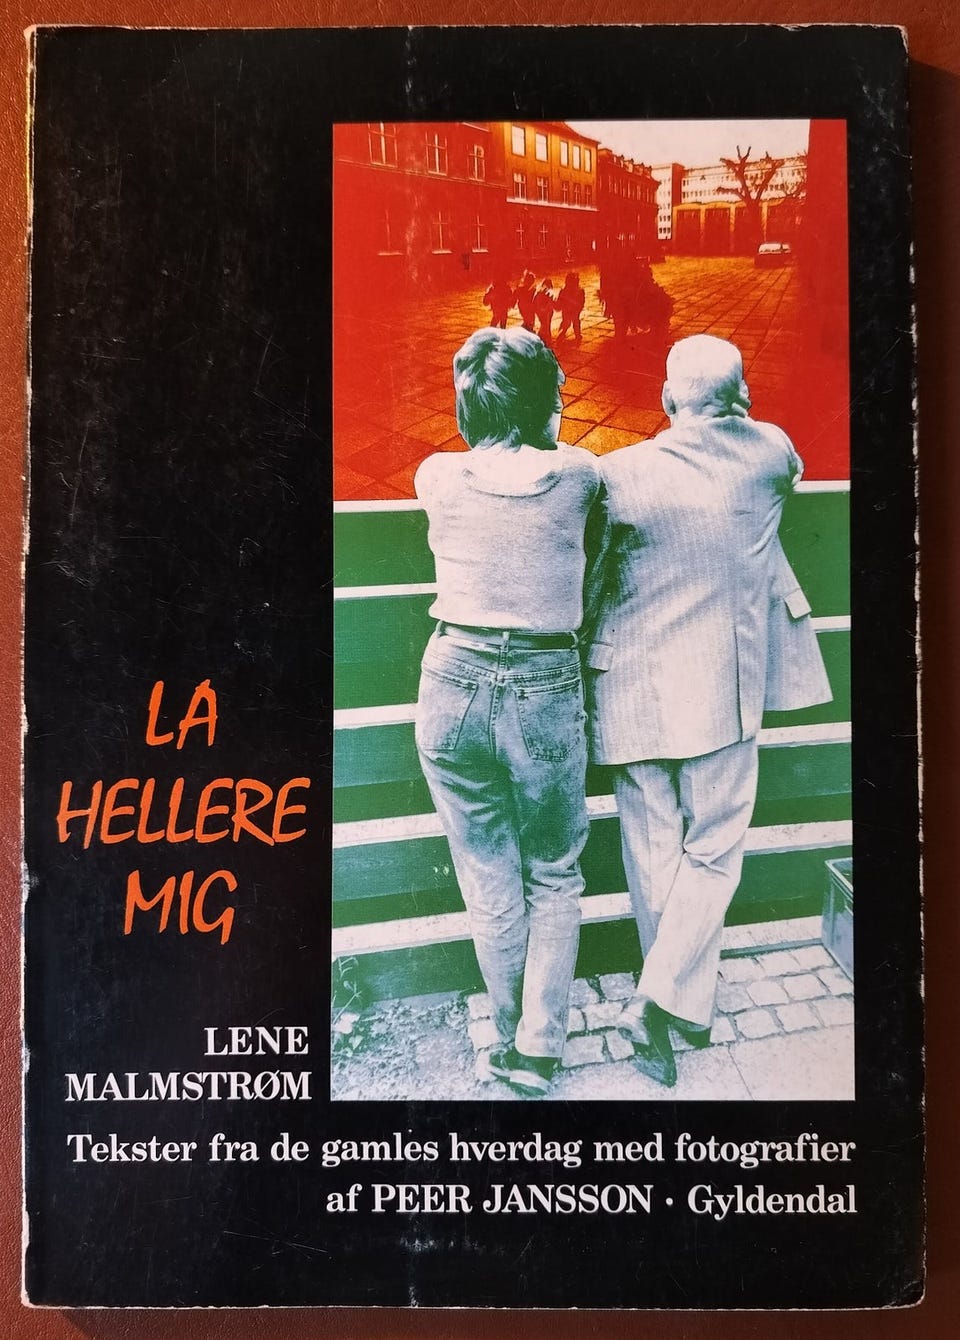 LA
HELLERE
MIG
LENE
MALMSTRØM
Tekster fra de gamles hverdag med fotografier
af PEER JANSSON · Gyldendal